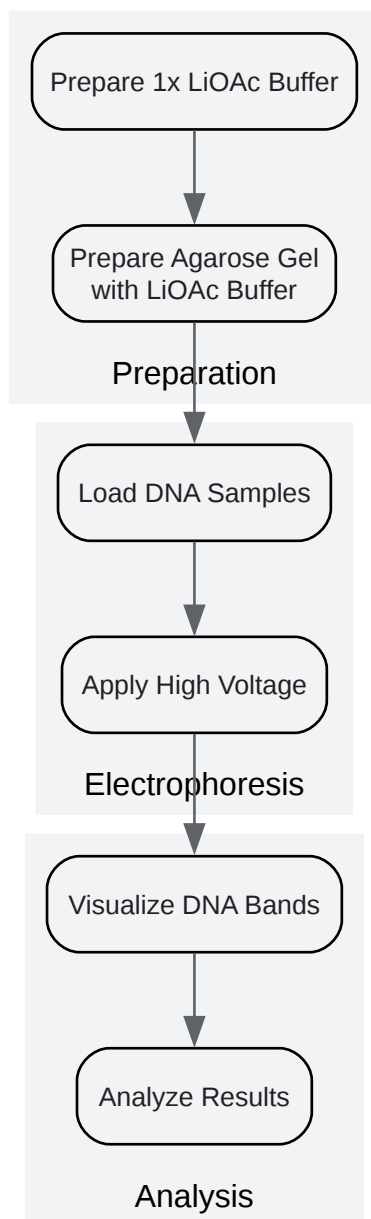 Prepare 1x LiOAc Buffer
Prepare Agarose Gel
with LiOAc Buffer
Preparation
Load DNA Samples
Apply High Voltage
Electrophoresis
Visualize DNA Bands
Analyze Results
Analysis